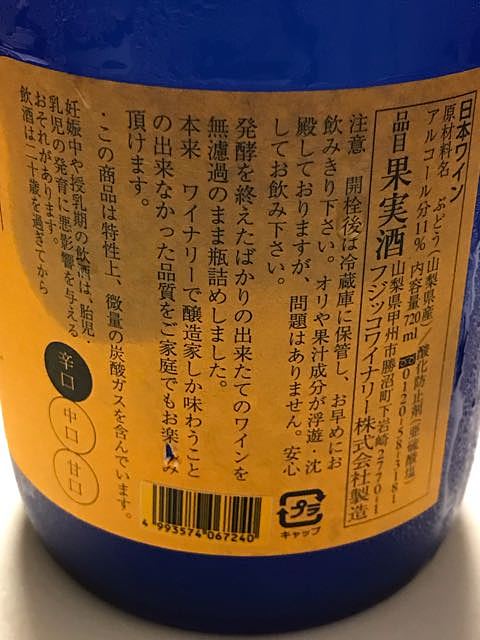 日本ワイン
原材料名 ぶどう(山梨県産)/酸化防止剤(亜硫酸塩)
アルコール分11% 内容量720ml 0120-58-3181
山梨県甲州市勝沼町下岩崎2770-1
品目 果実酒 フジッコワイナリー株式会社製造
注意 開栓後は冷蔵庫に保管し、お早めにお
飲みきり下さい。オリや果汁成分が浮遊・沈
殿しておりますが、問題はありません。安心
してお飲み下さい。
発酵を終えたばかりの出来たてのワインを
無濾過のまま瓶詰めしました。
本来 ワイナリーで醸造家しか味わうこと
の出来なかった品質をご家庭でもお楽しみ
頂けます。
・この商品は特性上、微量の炭酸ガスを含んでいます。
妊娠中や授乳期の飲酒は、胎児・
乳児の発育に悪影響を与える
おそれがあります。
飲酒は二十歳を過ぎてから
辛口
中口
甘口
4 993574 067240
プラ
キャップ